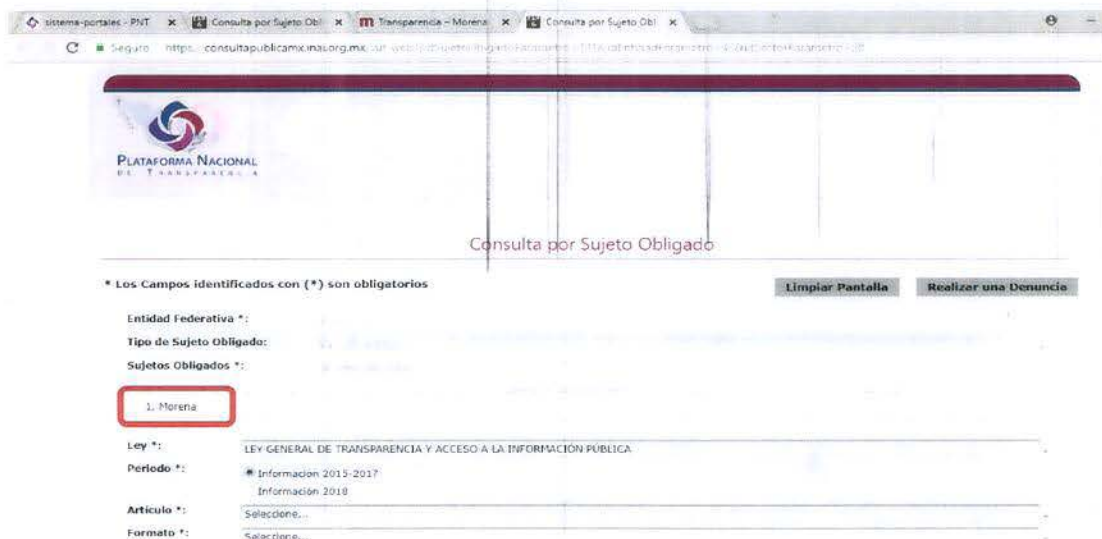 sistema-portales - PNT
Consulta por Sujeto Obl
Transparencia – Morena
Consulta por Sujeto Obl
Seguro
https
consultapublicamx.inai.org.mx
PLATAFORMA NACIONAL
DE TRANSPARENCIA
Consulta por Sujeto Obligado
* Los Campos identificados con (*) son obligatorios
Limpiar Pantalla
Realizar una Denuncia
Entidad Federativa *:
Tipo de Sujeto Obligado:
Sujetos Obligados *:
1. Morena
Ley *:
LEY GENERAL DE TRANSPARENCIA Y ACCESO A LA INFORMACIÓN PÚBLICA
Periodo *:
Información 2015-2017
Información 2018
Artículo *:
Seleccione...
Formato *:
Seleccione...